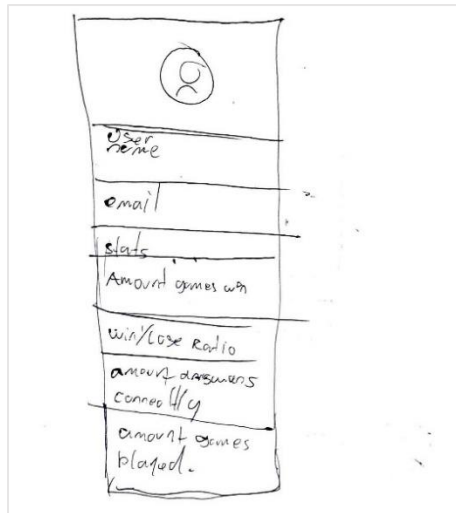 User
name
email
stats
Amount games win
win/Lose Ratio
amount
amount games
played.